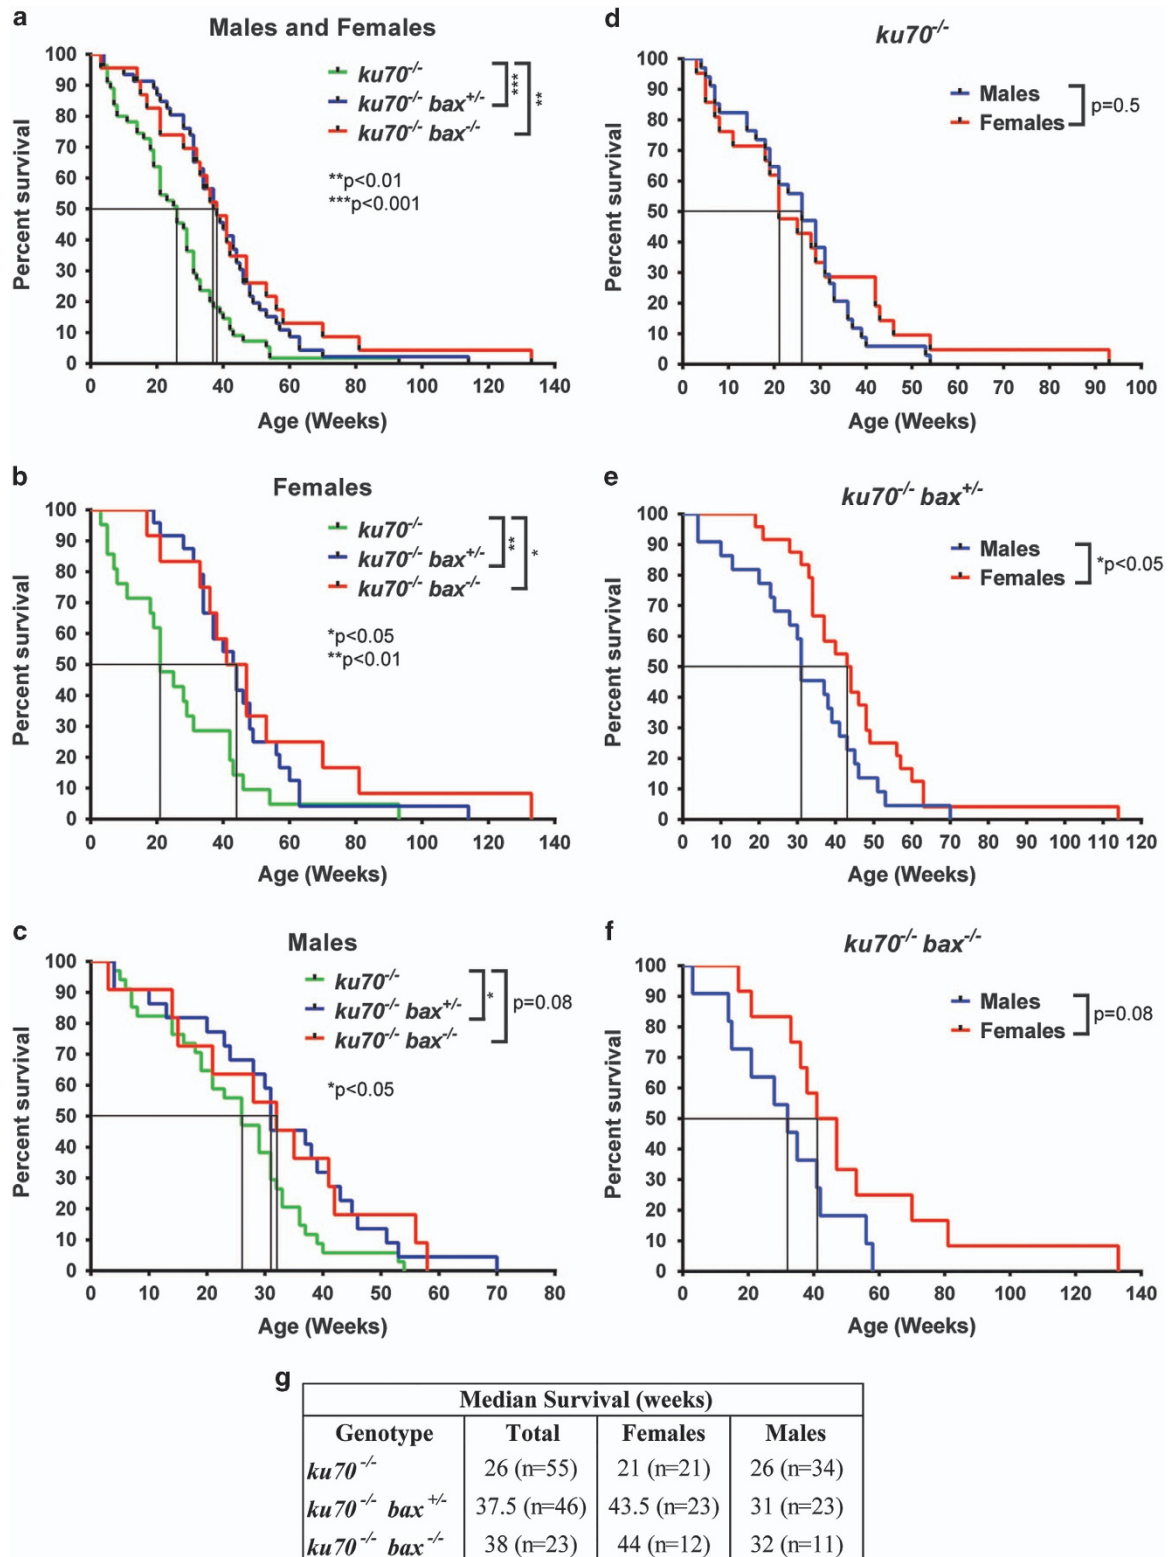 a
Males and Females
Percent survival
100
90
80
70
60
50
40
30
20
10
0
0 20 40 60 80 100 120 140
Age (Weeks)
ku70-/-
ku70-/- bax+/-
ku70-/- bax-/-
***
**
**p<0.01
***p<0.001
d
ku70-/-
Percent survival
100
90
80
70
60
50
40
30
20
10
0
0 10 20 30 40 50 60 70 80 90 100
Age (Weeks)
Males
Females
p=0.5
b
Females
Percent survival
100
90
80
70
60
50
40
30
20
10
0
0 20 40 60 80 100 120 140
Age (Weeks)
ku70-/-
ku70-/- bax+/-
ku70-/- bax-/-
**
*
*p<0.05
**p<0.01
e
ku70-/- bax+/-
Percent survival
100
90
80
70
60
50
40
30
20
10
0
0 10 20 30 40 50 60 70 80 90 100 110 120
Age (Weeks)
Males
Females
*p<0.05
c
Males
Percent survival
100
90
80
70
60
50
40
30
20
10
0
0 10 20 30 40 50 60 70 80
Age (Weeks)
ku70-/-
ku70-/- bax+/-
ku70-/- bax-/-
*
p=0.08
*p<0.05
f
ku70-/- bax-/-
Percent survival
100
90
80
70
60
50
40
30
20
10
0
0 20 40 60 80 100 120 140
Age (Weeks)
Males
Females
p=0.08
g
Median Survival (weeks)
Genotype Total Females Males
ku70-/- 26 (n=55) 21 (n=21) 26 (n=34)
ku70-/- bax+/- 37.5 (n=46) 43.5 (n=23) 31 (n=23)
ku70-/- bax-/- 38 (n=23) 44 (n=12) 32 (n=11)